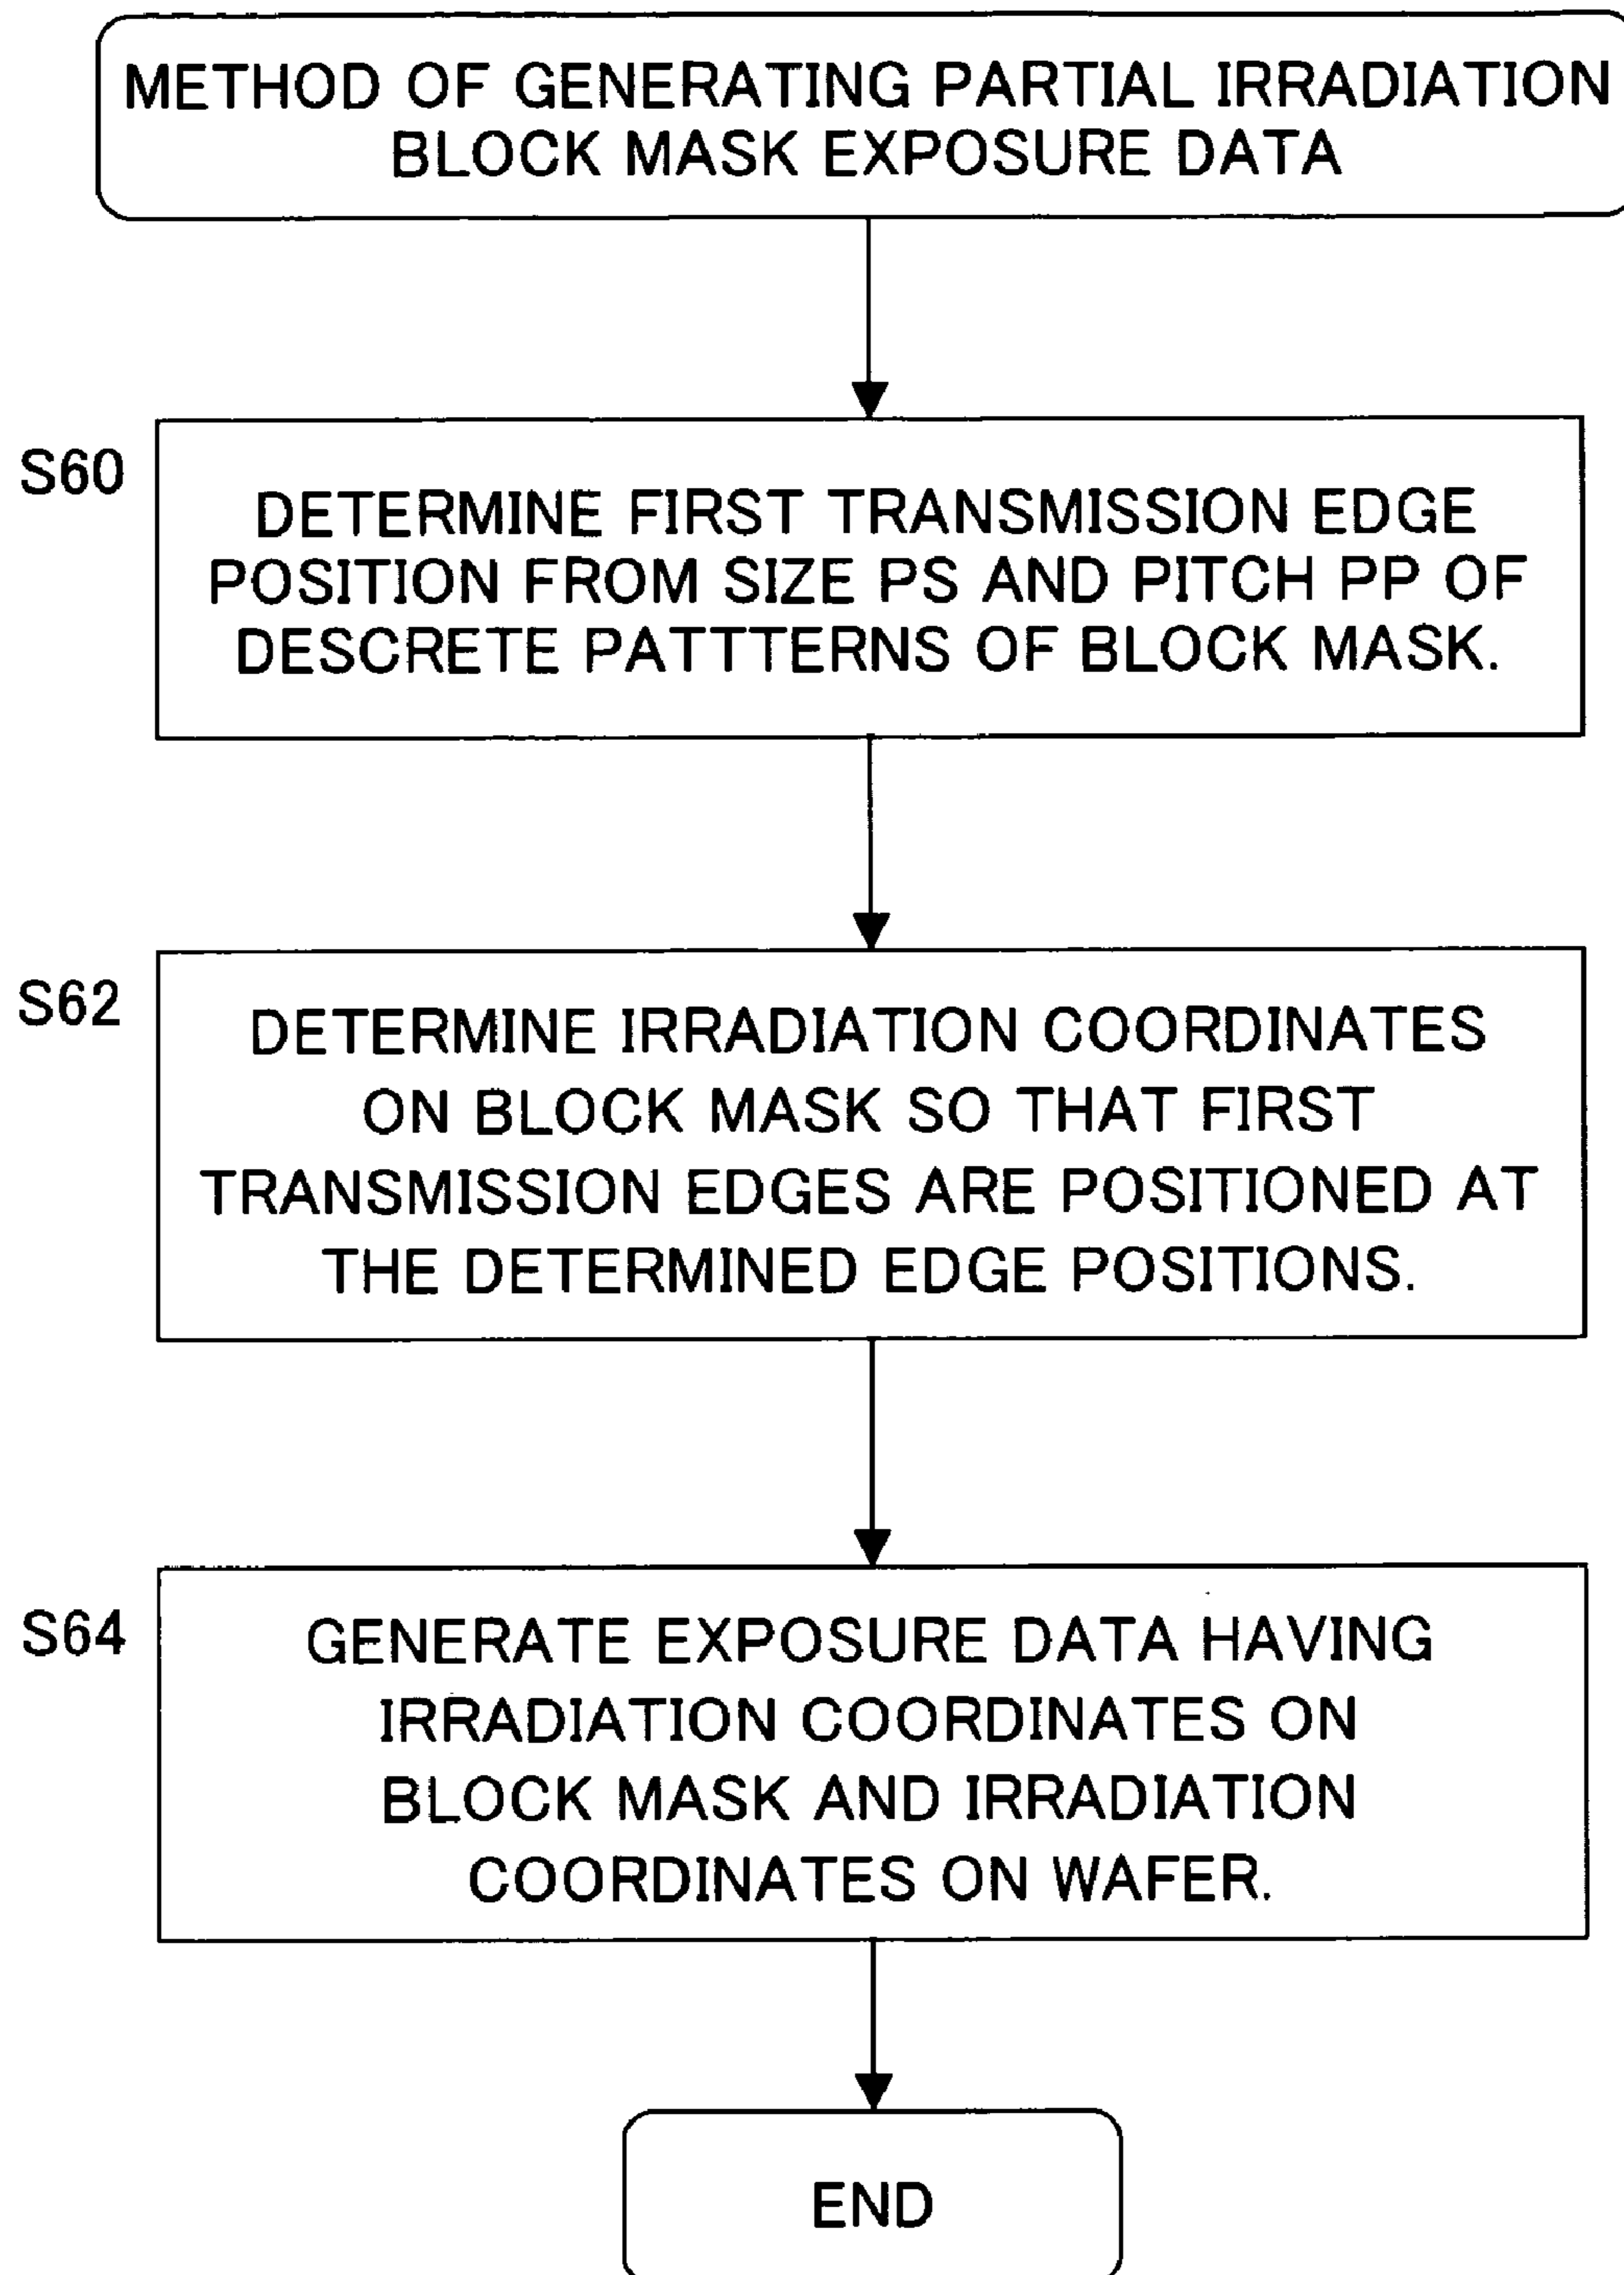 METHOD OF GENERATING PARTIAL IRRADIATION
BLOCK MASK EXPOSURE DATA
S60
DETERMINE FIRST TRANSMISSION EDGE
POSITION FROM SIZE PS AND PITCH PP OF
DESCRETE PATTTERNS OF BLOCK MASK.
S62
DETERMINE IRRADIATION COORDINATES
ON BLOCK MASK SO THAT FIRST
TRANSMISSION EDGES ARE POSITIONED AT
THE DETERMINED EDGE POSITIONS.
S64
GENERATE EXPOSURE DATA HAVING
IRRADIATION COORDINATES ON
BLOCK MASK AND IRRADIATION
COORDINATES ON WAFER.
END